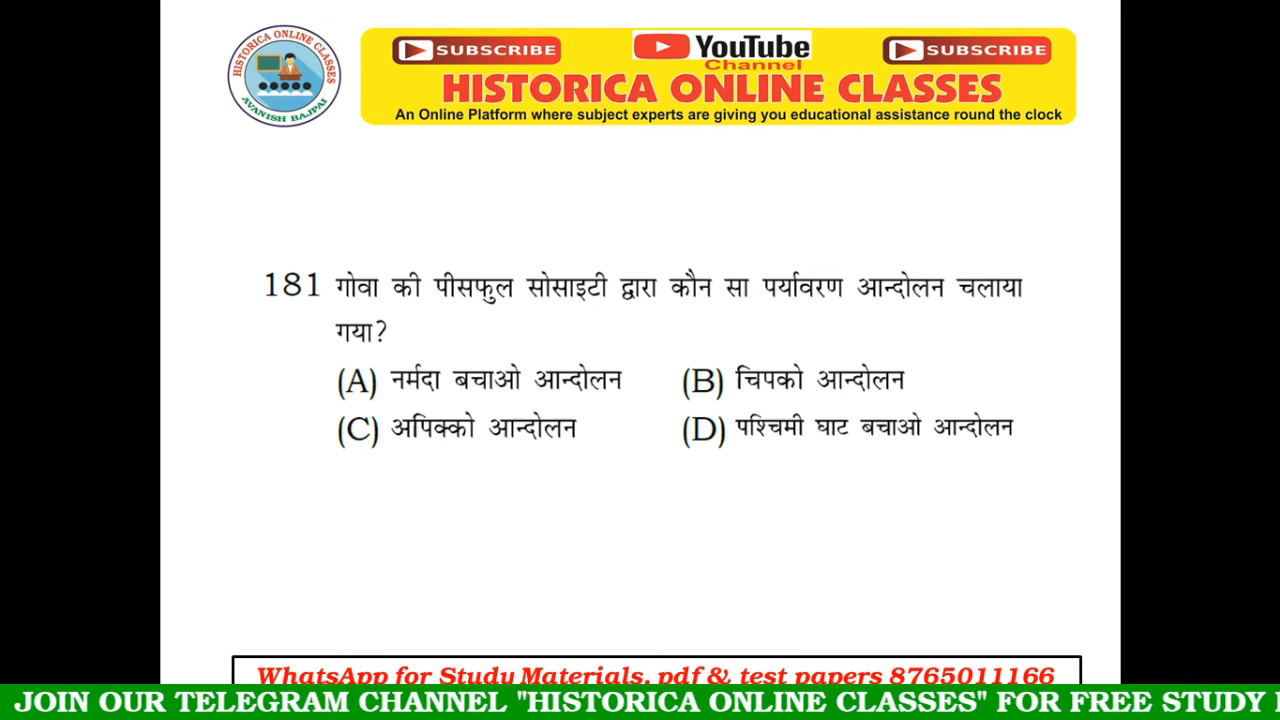 HISTORICA ONLINE CLASSES
AVANISH BAJPAI
SUBSCRIBE
YouTube
Channel
SUBSCRIBE
HISTORICA ONLINE CLASSES
An Online Platform where subject experts are giving you educational assistance round the clock
181 गोवा की पीसफुल सोसाइटी द्वारा कौन सा पर्यावरण आन्दोलन चलाया
गया?
(A) नर्मदा बचाओ आन्दोलन (B) चिपको आन्दोलन
(C) अपिक्को आन्दोलन (D) पश्चिमी घाट बचाओ आन्दोलन
WhatsApp for Study Materials, pdf & test papers 8765011166
JOIN OUR TELEGRAM CHANNEL "HISTORICA ONLINE CLASSES" FOR FREE STUDY